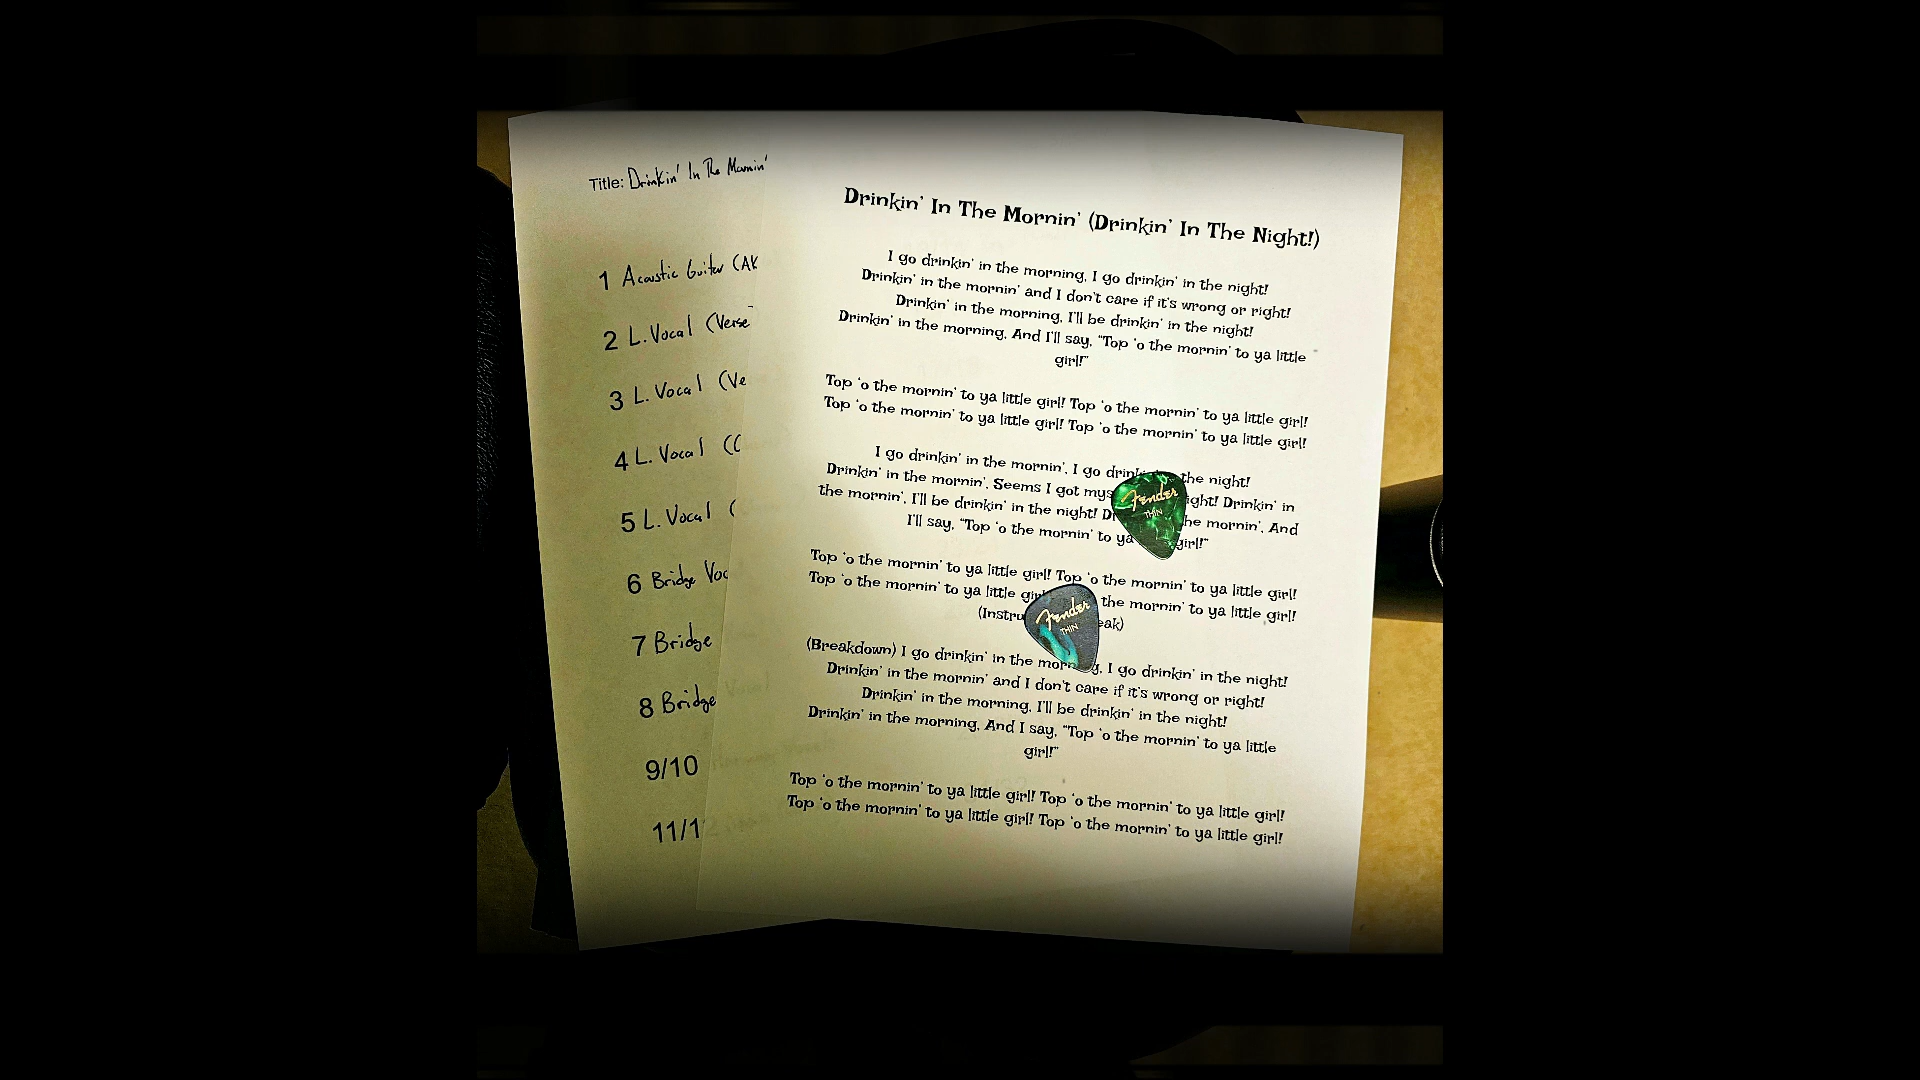 Title: Drinkin' In The Mornin'
1 Acoustic Guitar (AK
2 L. Vocal (Verse
3 L. Vocal (Ve
4 L. Vocal (C
5 L. Vocal (
6 Bridge Voc
7 Bridge
8 Bridge
9/10
11/1
Drinkin' In The Mornin' (Drinkin' In The Night!)
I go drinkin' in the morning, I go drinkin' in the night!
Drinkin' in the mornin' and I don't care if it's wrong or right!
Drinkin' in the morning, I'll be drinkin' in the night!
Drinkin' in the morning, And I'll say, "Top 'o the mornin' to ya little
girl!"
Top 'o the mornin' to ya little girl! Top 'o the mornin' to ya little girl!
Top 'o the mornin' to ya little girl! Top 'o the mornin' to ya little girl!
I go drinkin' in the mornin', I go drinki the night!
Drinkin' in the mornin', Seems I got mys ight! Drinkin' in
the mornin', I'll be drinkin' in the night! Dr he mornin', And
I'll say, "Top 'o the mornin' to ya girl!"
Fender
THIN
Top 'o the mornin' to ya little girl! Top 'o the mornin' to ya little girl!
Top 'o the mornin' to ya little girl the mornin' to ya little girl!
(Instru eak)
Fender
THIN
(Breakdown) I go drinkin' in the morning, I go drinkin' in the night!
Drinkin' in the mornin' and I don't care if it's wrong or right!
Drinkin' in the morning, I'll be drinkin' in the night!
Drinkin' in the morning, And I say, "Top 'o the mornin' to ya little
girl!"
Top 'o the mornin' to ya little girl! Top 'o the mornin' to ya little girl!
Top 'o the mornin' to ya little girl! Top 'o the mornin' to ya little girl!